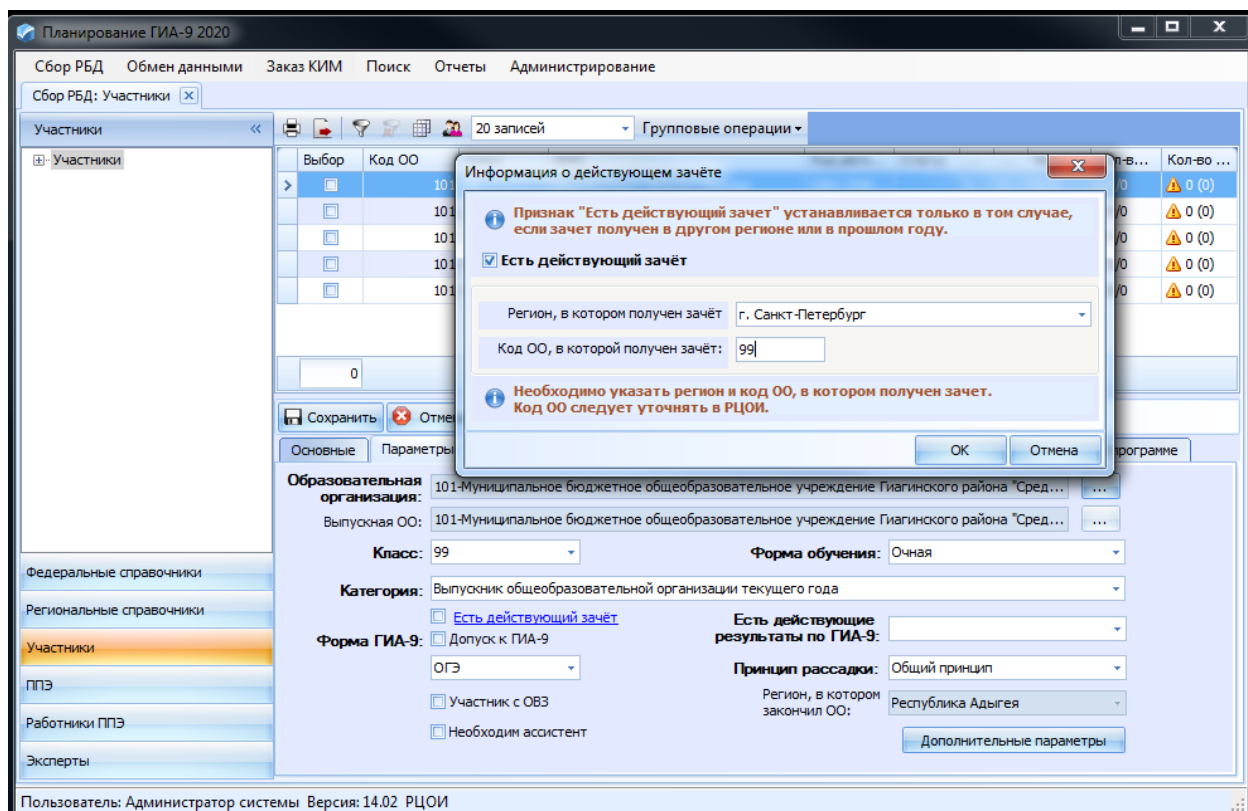 Планирование ГИА-9 2020
Сбор РБД Обмен данными Заказ КИМ Поиск Отчеты Администрирование
Сбор РБД: Участники
Участники
20 записей Групповые операции
Участники
Выбор Код ОО Кол-во ...
101 /0 0 (0)
101 /0 0 (0)
101 /0 0 (0)
101 /0 0 (0)
101 /0 0 (0)
0
Информация о действующем зачёте
Признак "Есть действующий зачет" устанавливается только в том случае,
если зачет получен в другом регионе или в прошлом году.
Есть действующий зачёт
Регион, в котором получен зачёт г. Санкт-Петербург
Код ОО, в которой получен зачёт: 99
Необходимо указать регион и код ОО, в котором получен зачет.
Код ОО следует уточнять в РЦОИ.
ОК Отмена
Сохранить
Основные Параметры
Образовательная
организация: 101-Муниципальное бюджетное общеобразовательное учреждение Гиагинского района "Сред... ...
Выпускная ОО: 101-Муниципальное бюджетное общеобразовательное учреждение Гиагинского района "Сред... ...
Класс: 99 Форма обучения: Очная
Категория: Выпускник общеобразовательной организации текущего года
Есть действующий зачёт Есть действующие
результаты по ГИА-9:
Форма ГИА-9: Допуск к ГИА-9
ОГЭ Принцип рассадки: Общий принцип
Участник с ОВЗ Регион, в котором
закончил ОО: Республика Адыгея
Необходим ассистент Дополнительные параметры
Федеральные справочники
Региональные справочники
Участники
ППЭ
Работники ППЭ
Эксперты
Пользователь: Администратор системы Версия: 14.02 РЦОИ